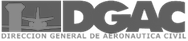 DGAC
DIRECCION GENERAL DE AERONAUTICA CIVIL